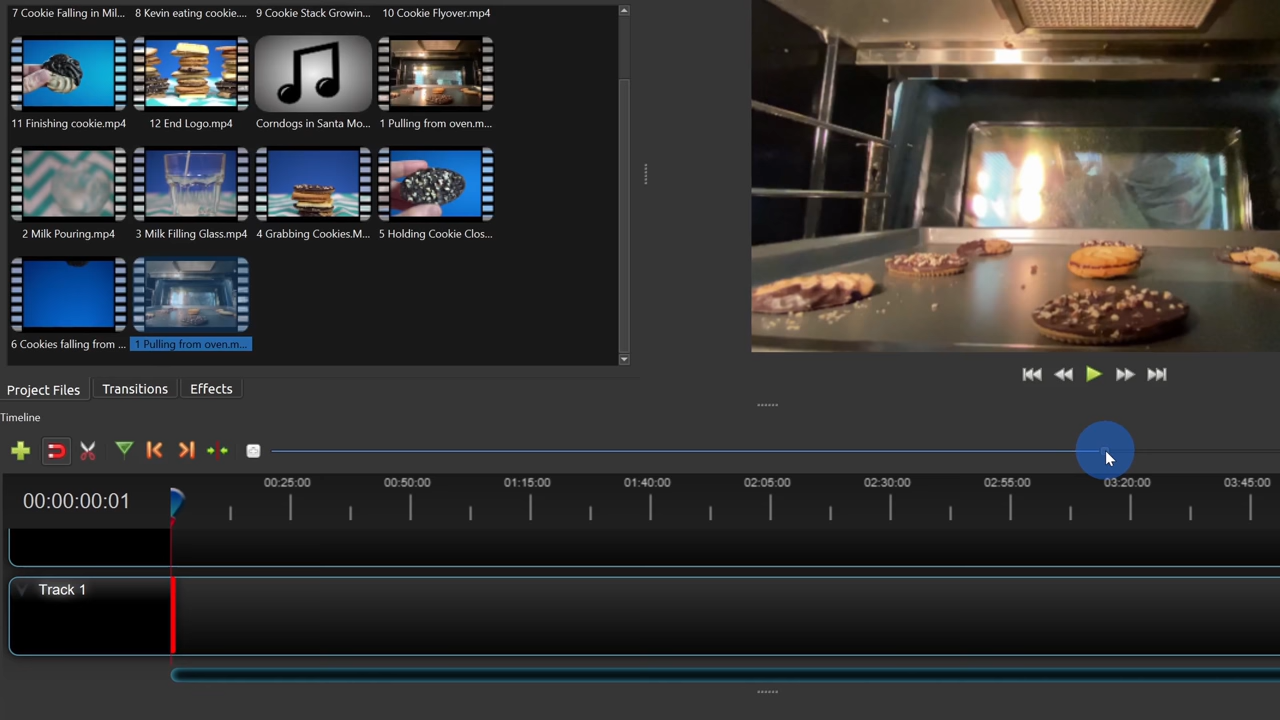 7 Cookie Falling in Mil... 8 Kevin eating cookie.... 9 Cookie Stack Growin... 10 Cookie Flyover.mp4
11 Finishing cookie.mp4 12 End Logo.mp4 Corndogs in Santa Mo... 1 Pulling from oven.m...
2 Milk Pouring.mp4 3 Milk Filling Glass.mp4 4 Grabbing Cookies.M... 5 Holding Cookie Clos...
6 Cookies falling from ... 1 Pulling from oven.m...
Project Files Transitions Effects
Timeline
00:00:00:01 00:25:00 00:50:00 01:15:00 01:40:00 02:05:00 02:30:00 02:55:00 03:20:00 03:45:00
Track 1